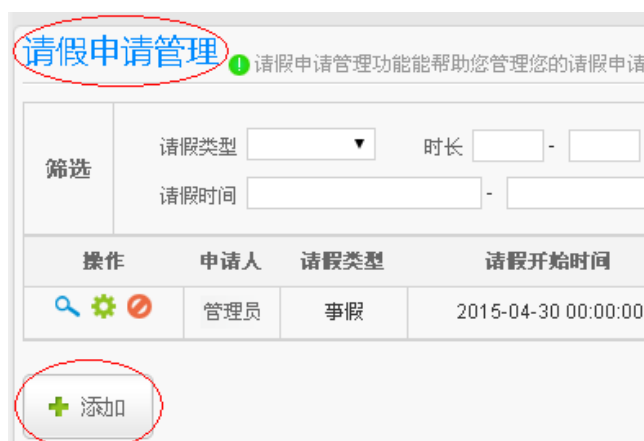 请假申请管理 请假申请管理功能能帮助您管理您的请假申请
筛选 请假类型 时长 -
请假时间 -
操作 申请人 请假类型 请假开始时间
管理员 事假 2015-04-30 00:00:00
添加